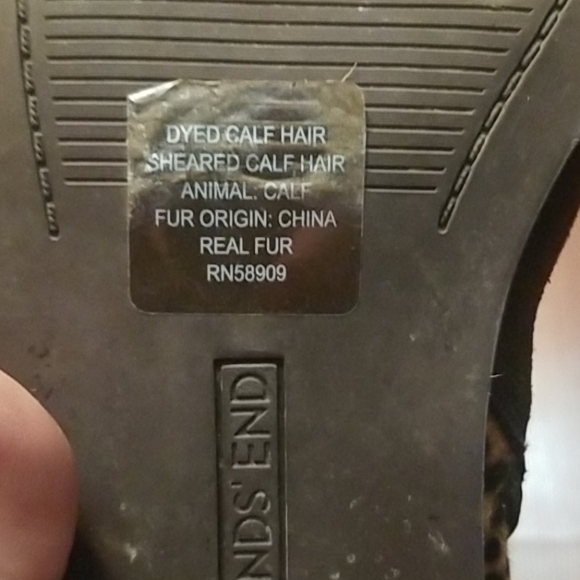 DYED CALF HAIR
SHEARED CALF HAIR
ANIMAL: CALF
FUR ORIGIN: CHINA
REAL FUR
RN58909
NDS' END